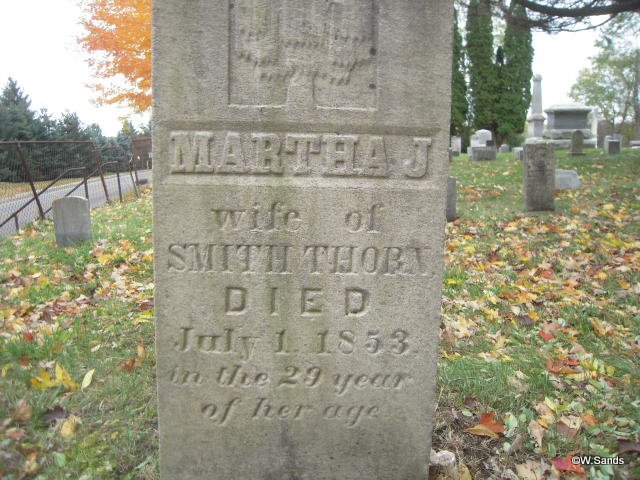 MARTHA J
wife of
SMITH THORN
DIED
July 1 1853
in the 29 year
of her age
©W.Sands